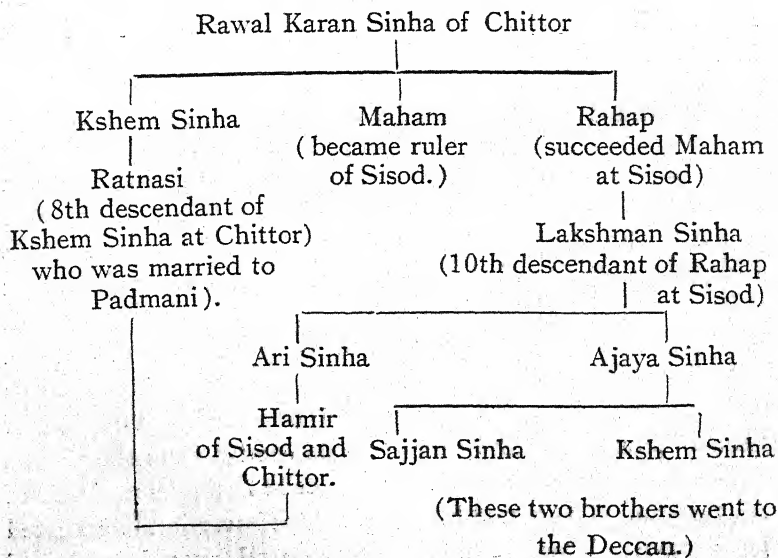 Rawal Karan Sinha of Chittor
Kshem Sinha
Maham
Rahap
( became ruler
(succeeded Maham
Ratnasi
of Sisod.)
at Sisod)
( 8th descendant of
Kshem Sinha at Chittor)
Lakshman Sinha
who was married to
(10th descendant of Rahap
Padmani).
at Sisod)
Ari Sinha
Ajaya Sinha
Hamir
of Sisod and
Sajjan Sinha
Kshem Sinha
Chittor.
(These two brothers went to
the Deccan.)